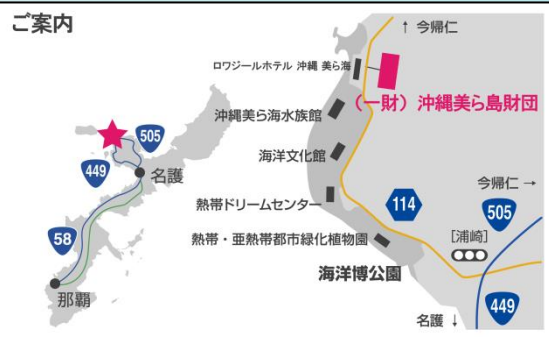 ご案内
↑ 今帰仁
ロワジールホテル 沖縄 美ら海
(一財)沖縄美ら島財団
沖縄美ら海水族館
海洋文化館
熱帯ドリームセンター
熱帯・亜熱帯都市緑化植物園
海洋博公園
114
今帰仁 →
505
[浦崎]
449
名護 ↓
505
449
名護
58
那覇